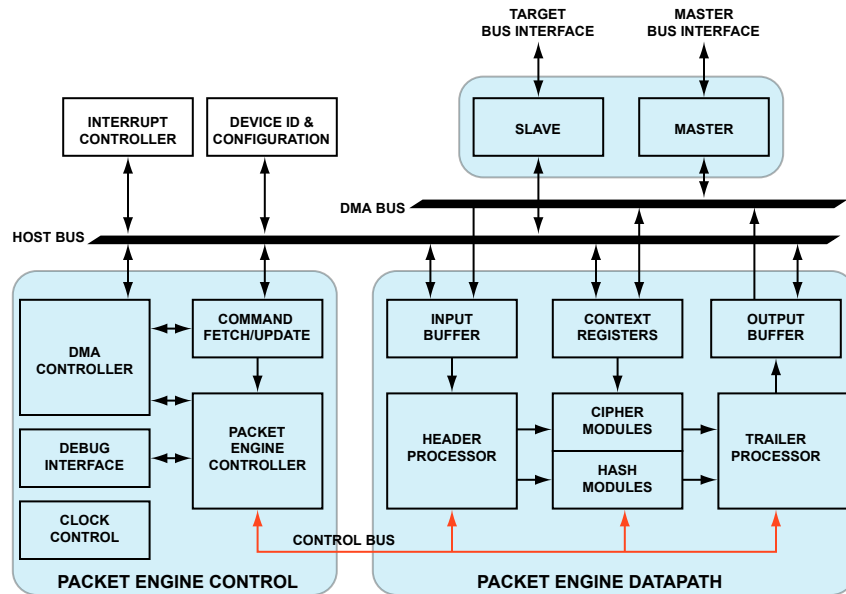 TARGET
BUS INTERFACE
MASTER
BUS INTERFACE
INTERRUPT
CONTROLLER
DEVICE ID &
CONFIGURATION
SLAVE
MASTER
DMA BUS
HOST BUS
DMA
CONTROLLER
COMMAND
FETCH/UPDATE
INPUT
BUFFER
CONTEXT
REGISTERS
OUTPUT
BUFFER
DEBUG
INTERFACE
PACKET
ENGINE
CONTROLLER
HEADER
PROCESSOR
CIPHER
MODULES
HASH
MODULES
TRAILER
PROCESSOR
CLOCK
CONTROL
CONTROL BUS
PACKET ENGINE CONTROL
PACKET ENGINE DATAPATH